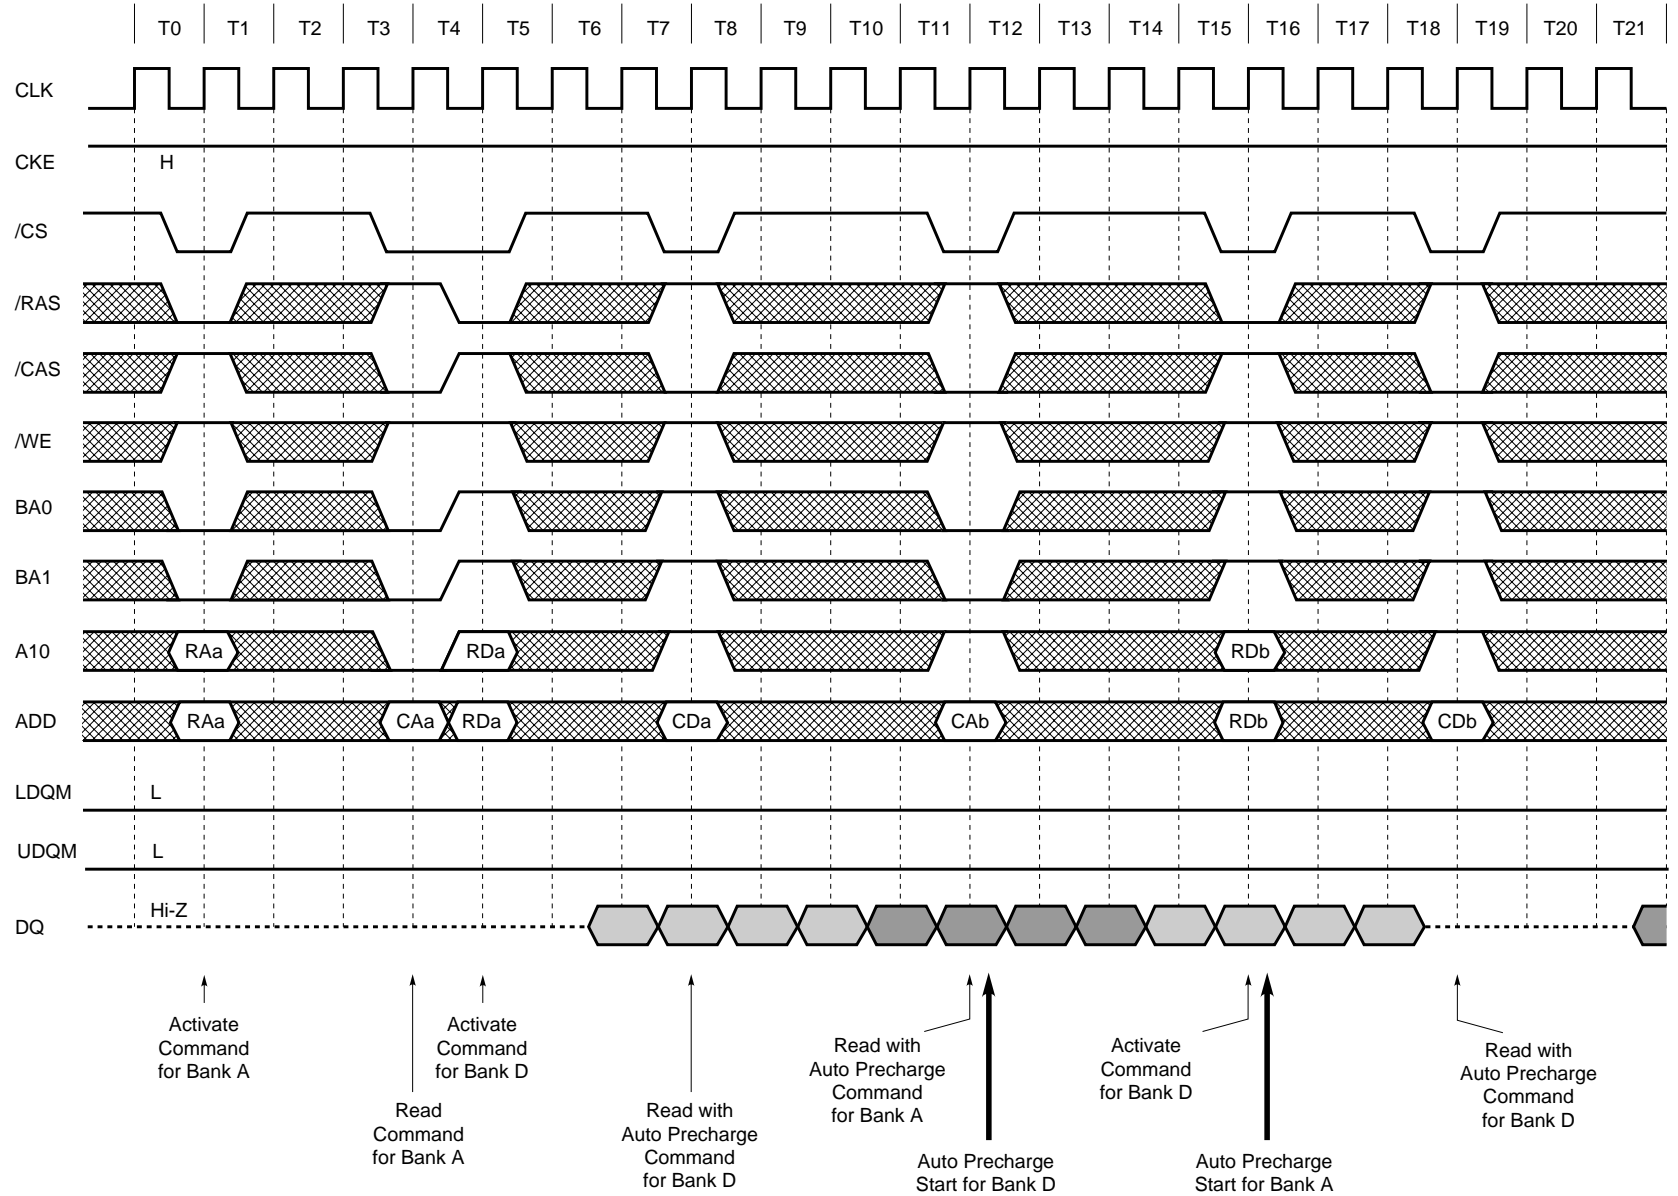 T0 T1 T2 T3 T4 T5 T6 T7 T8 T9 T10 T11 T12 T13 T14 T15 T16 T17 T18 T19 T20 T21
CLK
CKE H
/CS
/RAS
/CAS
/WE
BA0
BA1
A10 RAa RDa RDb
ADD RAa CAa RDa CDa CAb RDb CDb
LDQM L
UDQM L
DQ Hi-Z
Activate
Command
for Bank A
Read
Command
for Bank A
Activate
Command
for Bank D
Read with
Auto Precharge
Command
for Bank D
Read with
Auto Precharge
Command
for Bank A
Auto Precharge
Start for Bank D
Activate
Command
for Bank D
Auto Precharge
Start for Bank A
Read with
Auto Precharge
Command
for Bank D